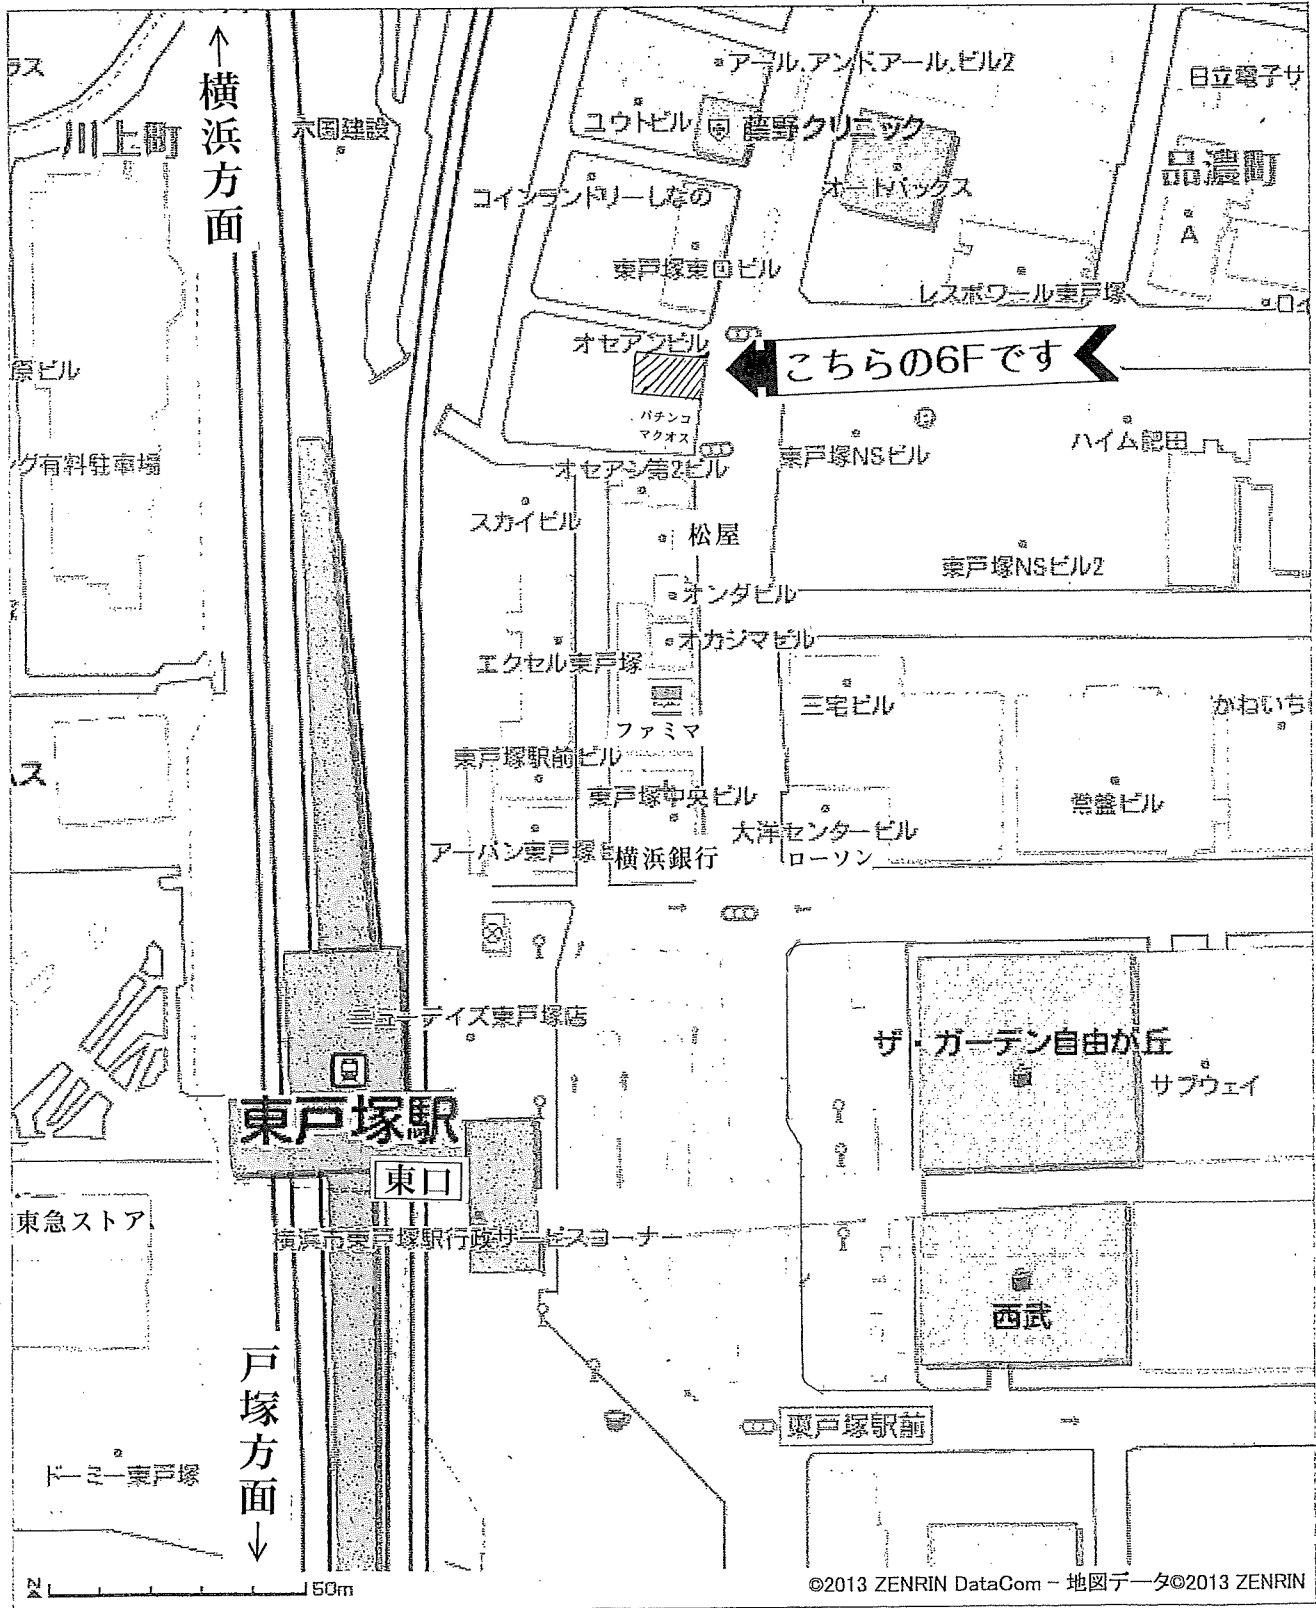 ↑横浜方面
ラス
川上町
六国建設
アール.アンド.アール.ビル2
日立電子サ
ユウトビル
藤野クリニック
オートバックス
品濃町
A
コインランドリーしなの
東戸塚東口ビル
レスポワール東戸塚
ロイ
オセアンビル
こちらの6Fです
原ビル
パチンコ
マクオス
P
東戸塚NSビル
ハイム記田
グ有料駐車場
オセアン第2ビル
スカイビル
松屋
東戸塚NSビル2
オンダビル
オカジマビル
エクセル東戸塚
三宅ビル
かねいち
ファミマ
東戸塚駅前ビル
ハス
東戸塚中央ビル
常盤ビル
アーバン東戸塚ビ
横浜銀行
大洋センタービル
ローソン
ニューデイズ東戸塚店
ザ・ガーデン自由が丘
サブウェイ
東戸塚駅
東口
東急ストア
横浜市東戸塚駅行政サービスコーナー
西武
戸塚方面↓
東戸塚駅前
ドーミー東戸塚
N
50m
©2013 ZENRIN DataCom - 地図データ©2013 ZENRIN